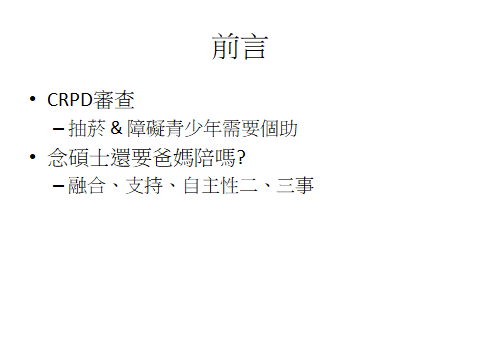 前言
• CRPD審查
– 抽菸 & 障礙青少年需要個助
• 念碩士還要爸媽陪嗎?
– 融合、支持、自主性二、三事